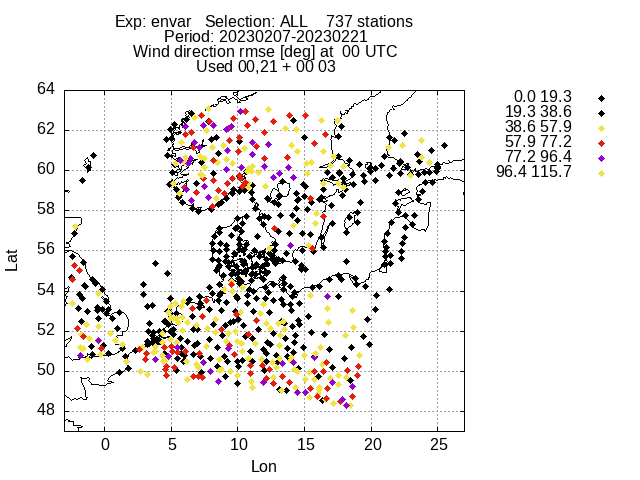 Exp: envar Selection: ALL 737 stations
Period: 20230207-20230221
Wind direction rmse [deg] at 00 UTC
Used 00,21 + 00 03
64
62
60
58
56
54
52
50
48
0 5 10 15 20 25
Lat
Lon
0.0 19.3
19.3 38.6
38.6 57.9
57.9 77.2
77.2 96.4
96.4 115.7